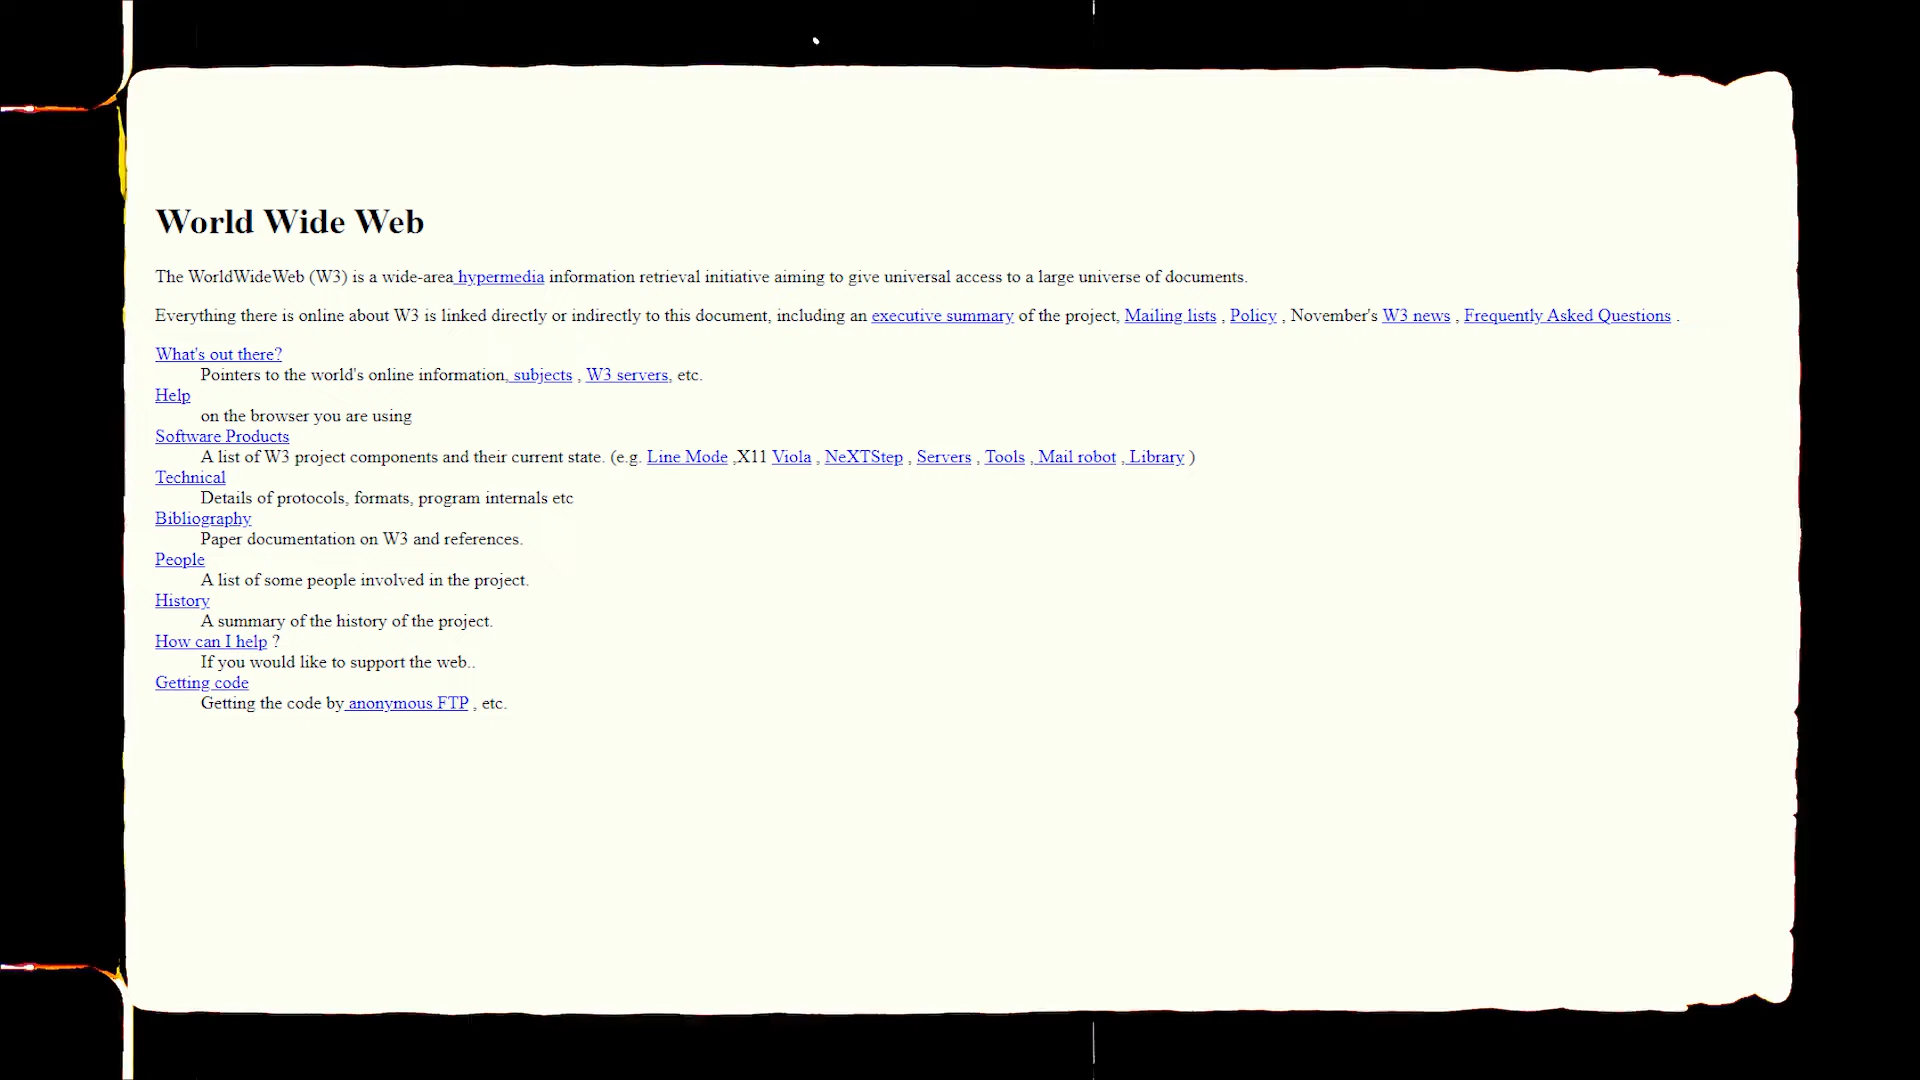 World Wide Web
The WorldWideWeb (W3) is a wide-area hypermedia information retrieval initiative aiming to give universal access to a large universe of documents.
Everything there is online about W3 is linked directly or indirectly to this document, including an executive summary of the project, Mailing lists , Policy , November's W3 news , Frequently Asked Questions .
What's out there?
Pointers to the world's online information, subjects , W3 servers, etc.
Help
on the browser you are using
Software Products
A list of W3 project components and their current state. (e.g. Line Mode ,X11 Viola , NeXTStep , Servers , Tools , Mail robot , Library )
Technical
Details of protocols, formats, program internals etc
Bibliography
Paper documentation on W3 and references.
People
A list of some people involved in the project.
History
A summary of the history of the project.
How can I help ?
If you would like to support the web..
Getting code
Getting the code by anonymous FTP , etc.